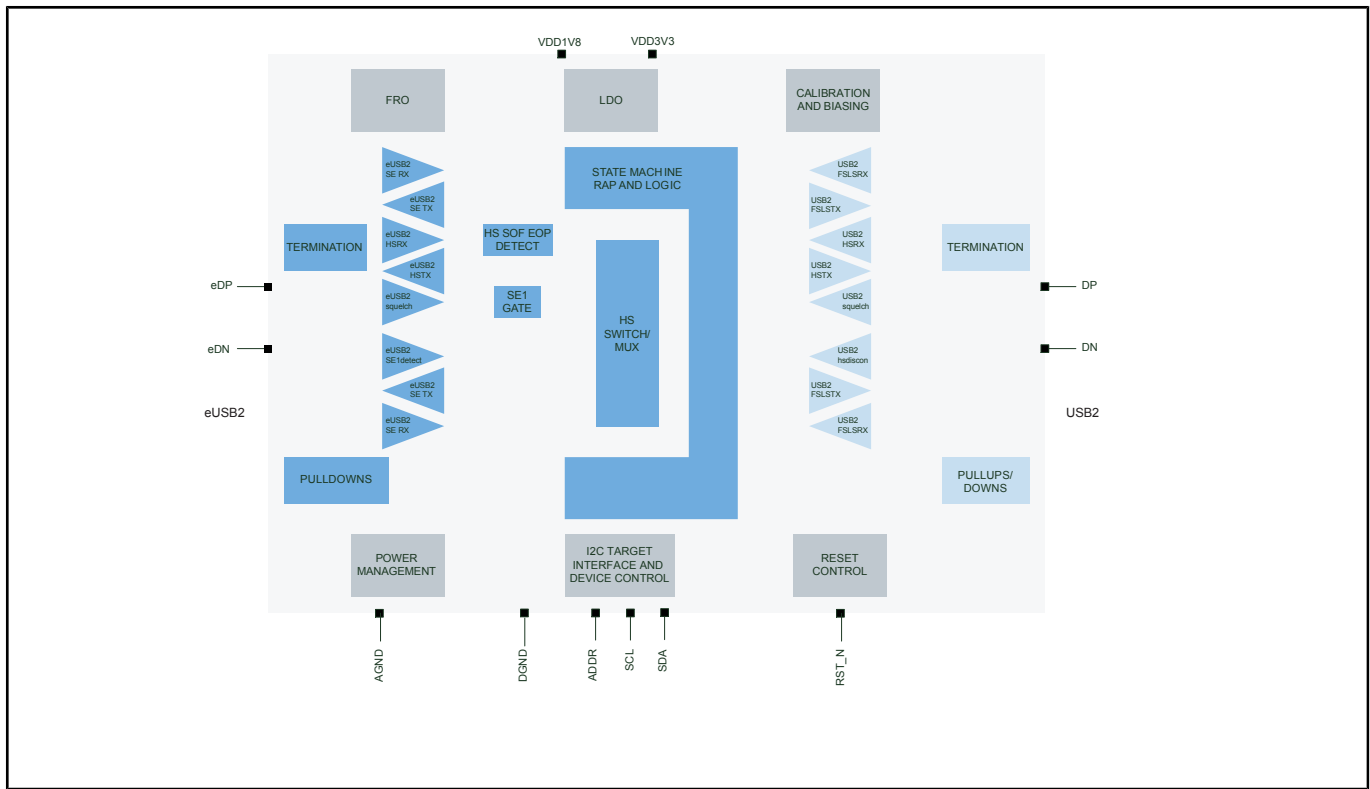 VDD1V8
VDD3V3
FRO
LDO
CALIBRATION
AND BIASING
eUSB2
SE RX
eUSB2
SE TX
eUSB2
HSRX
eUSB2
HSTX
eUSB2
squelch
eUSB2
SE1detect
eUSB2
SE TX
eUSB2
SE RX
TERMINATION
eDP
eDN
eUSB2
PULLDOWNS
HS SOF EOP
DETECT
SE1
GATE
STATE MACHINE
RAP AND LOGIC
HS
SWITCH/
MUX
USB2
FSLSRX
USB2
FSLSTX
USB2
HSRX
USB2
HSTX
USB2
squelch
USB2
hsdiscon
USB2
FSLSTX
USB2
FSLSRX
TERMINATION
DP
DN
USB2
PULLUPS/
DOWNS
POWER
MANAGEMENT
I2C TARGET
INTERFACE AND
DEVICE CONTROL
RESET
CONTROL
AGND
DGND
ADDR
SCL
SDA
RST_N